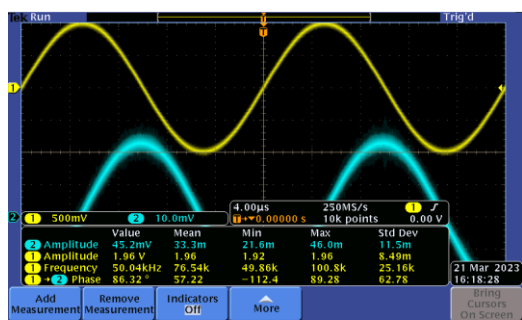 Tek Run Trig'd
T
T
1
2
1 500mV 2 10.0mV
4.00µs 250MS/s 1 ∫
T→▼0.00000 s 10k points 0.00 V
Value Mean Min Max Std Dev
2 Amplitude 45.2mV 33.3m 21.6m 46.0m 11.5m
1 Amplitude 1.96 V 1.96 1.92 1.96 8.49m
1 Frequency 50.04kHz 76.54k 49.86k 100.8k 25.16k
1 → 2 Phase 86.32 ° 57.22 −112.4 89.28 62.78
21 Mar 2023
16:18:28
Add Measurement
Remove Measurement
Indicators
Off
More
Bring Cursors On Screen